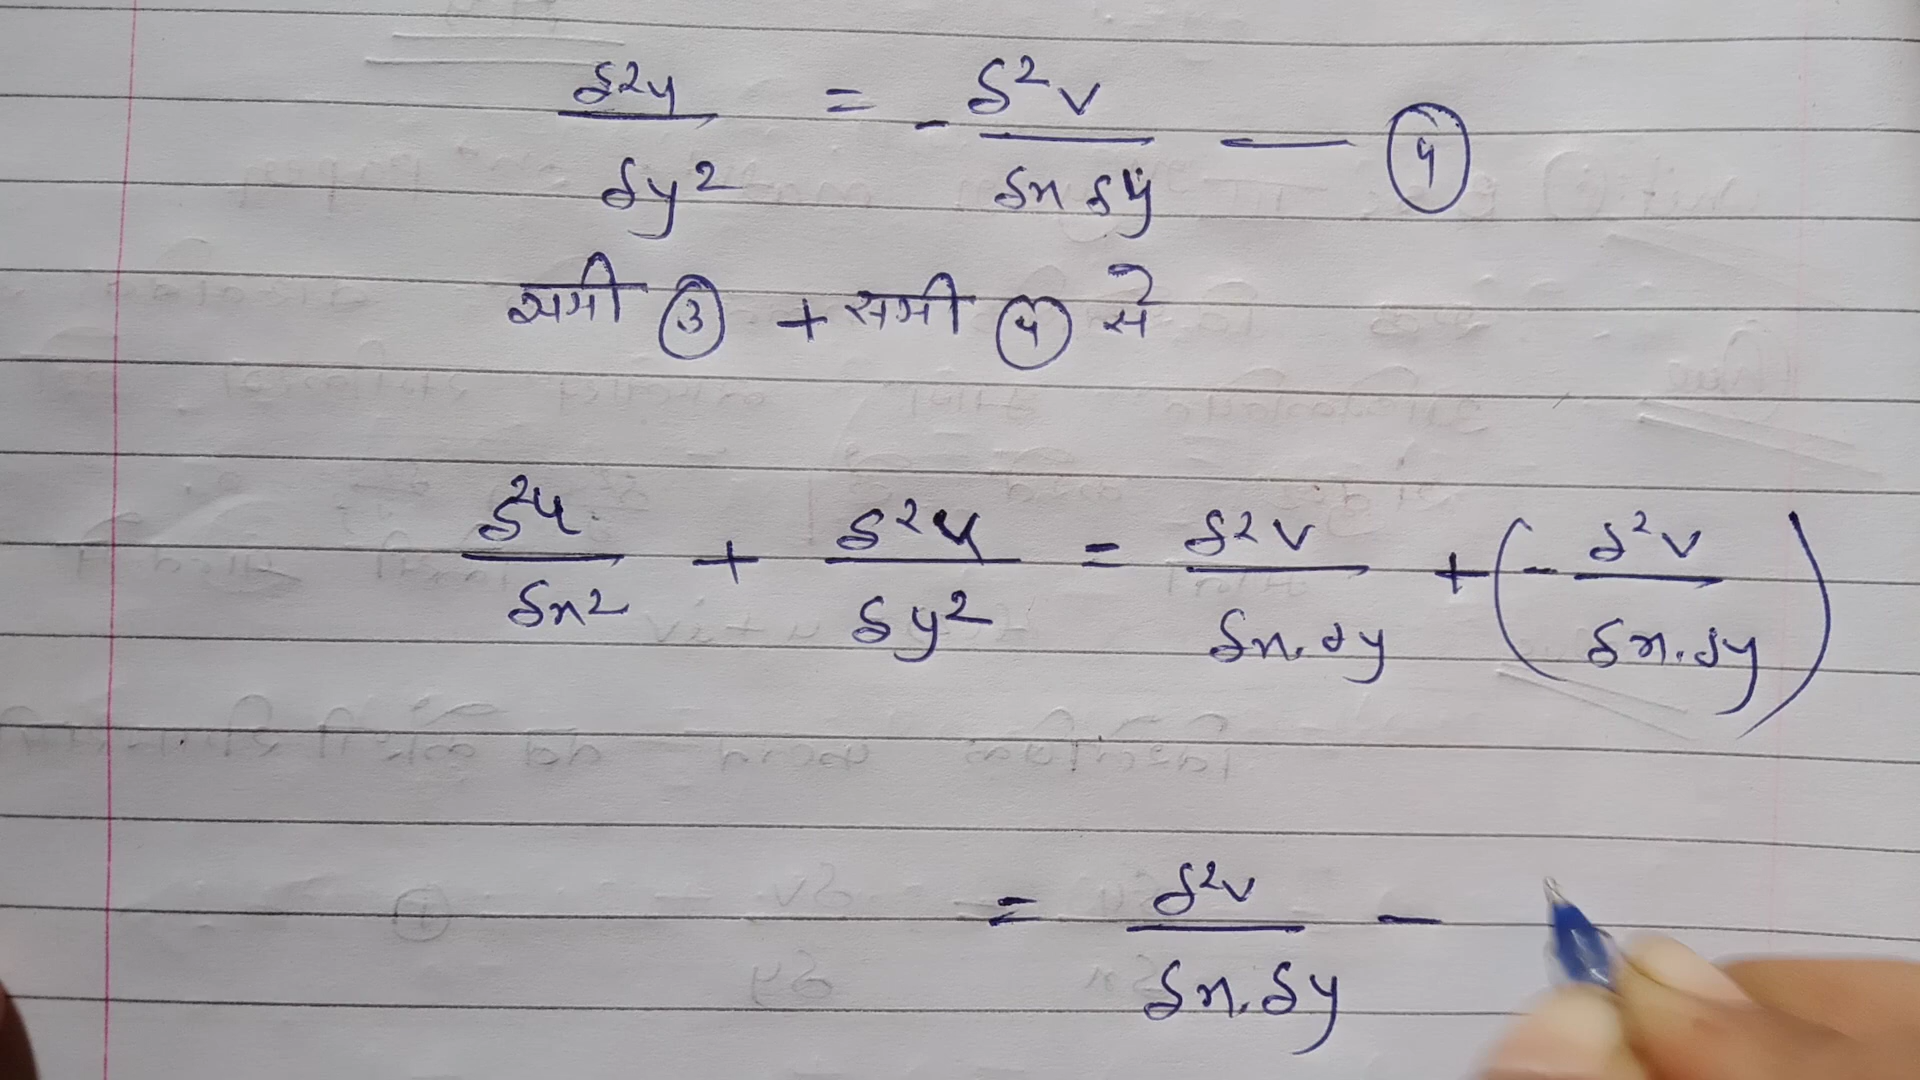 δ²u/δy² = - δ²v/δx δy — ④
समी ③ + समी ④ से
δ²u/δx² + δ²u/δy² = δ²v/δx.δy + (- δ²v/δx.δy)
= δ²v/δx.δy -